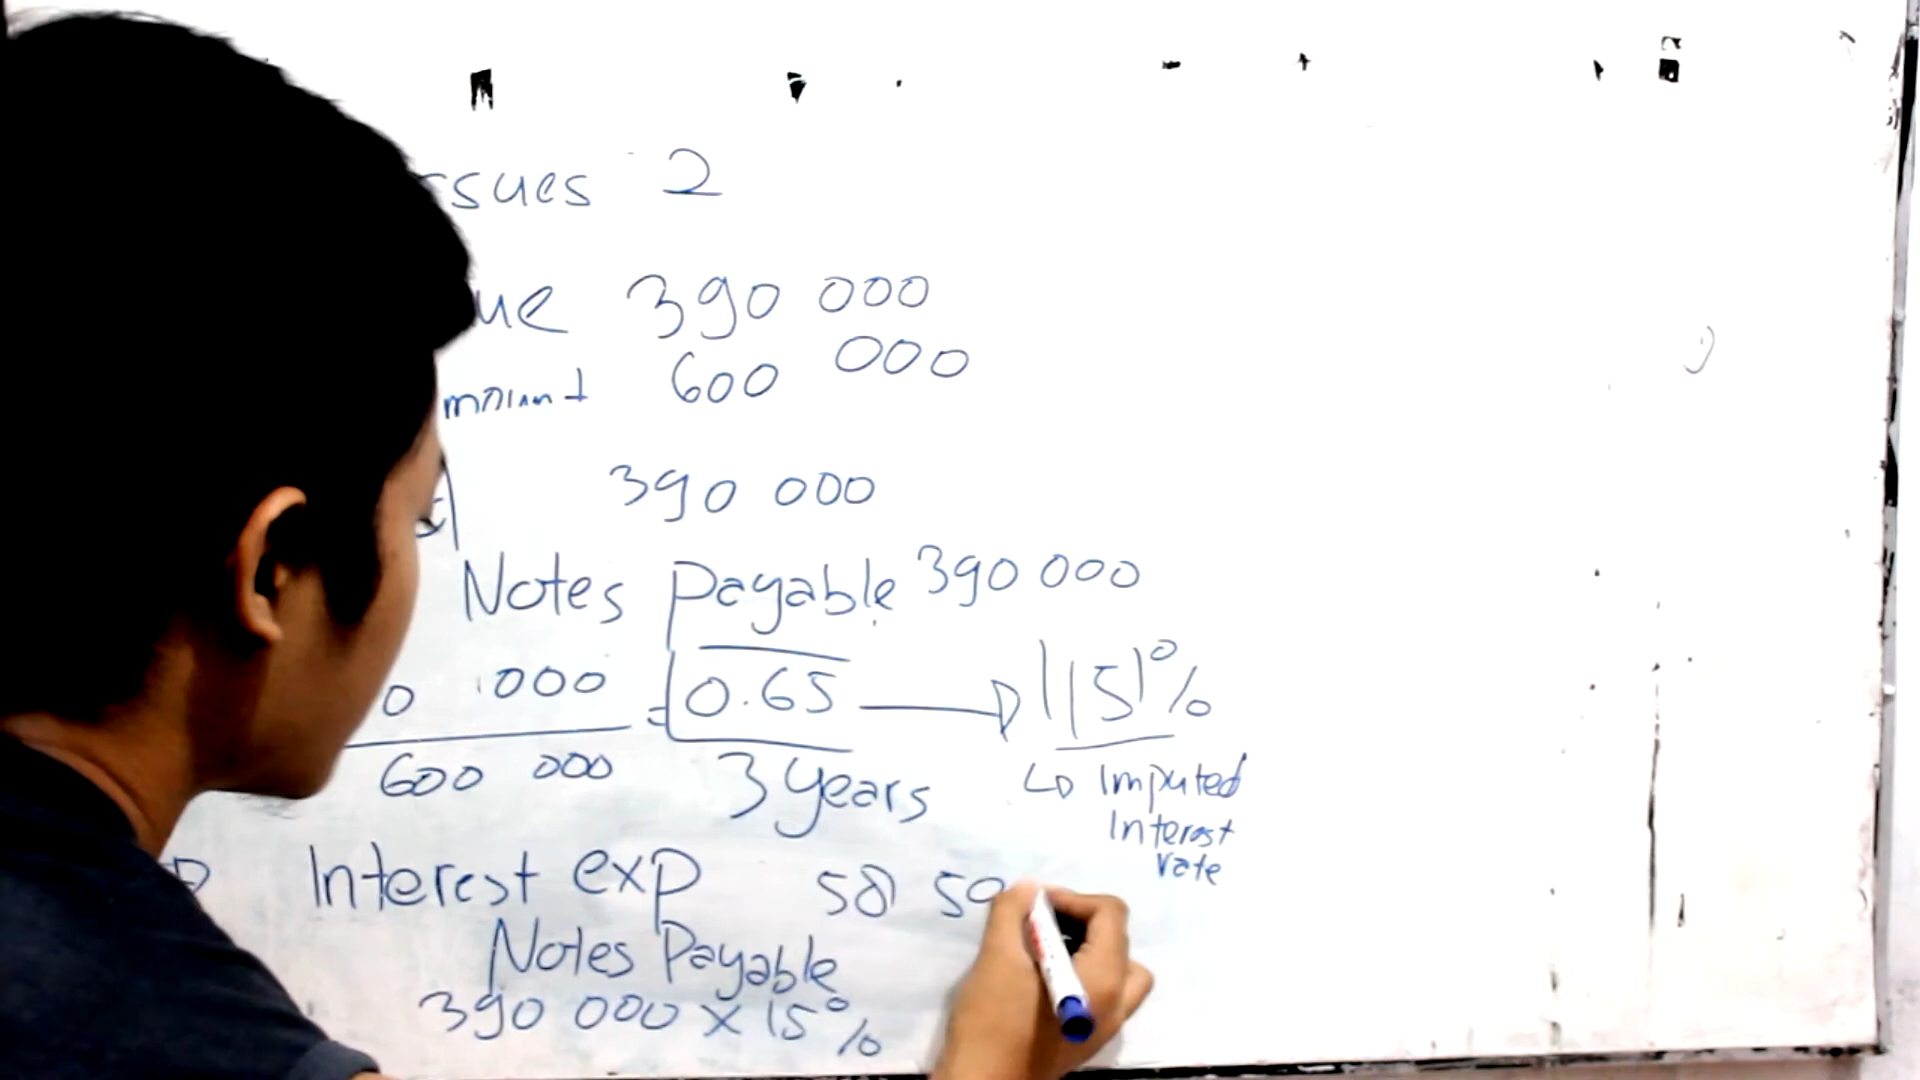 ssues 2
ue 390 000
mount 600 000
390 000
Notes Payable 390 000
0 000 = 0.65 → 15%
600 000 3 years
↳ Imputed
Interest
rate
Interest exp 58 50
Notes Payable
390 000 x 15%